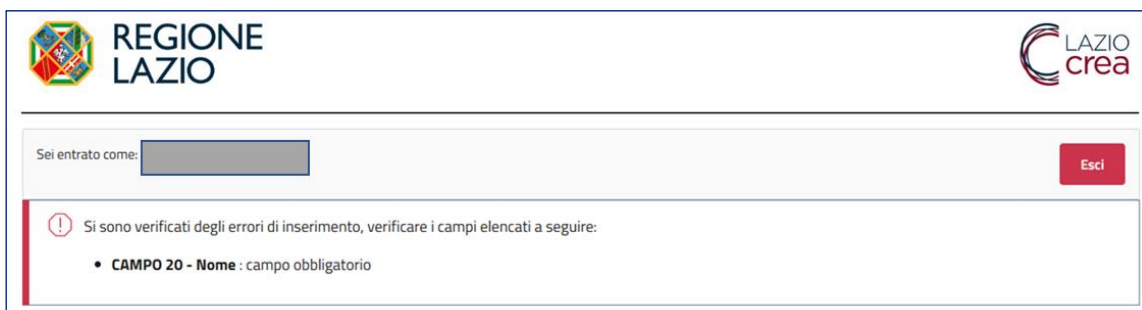 REGIONE
LAZIO
LAZIO
crea
Sei entrato come:
Esci
Si sono verificati degli errori di inserimento, verificare i campi elencati a seguire:
• CAMPO 20 - Nome : campo obbligatorio